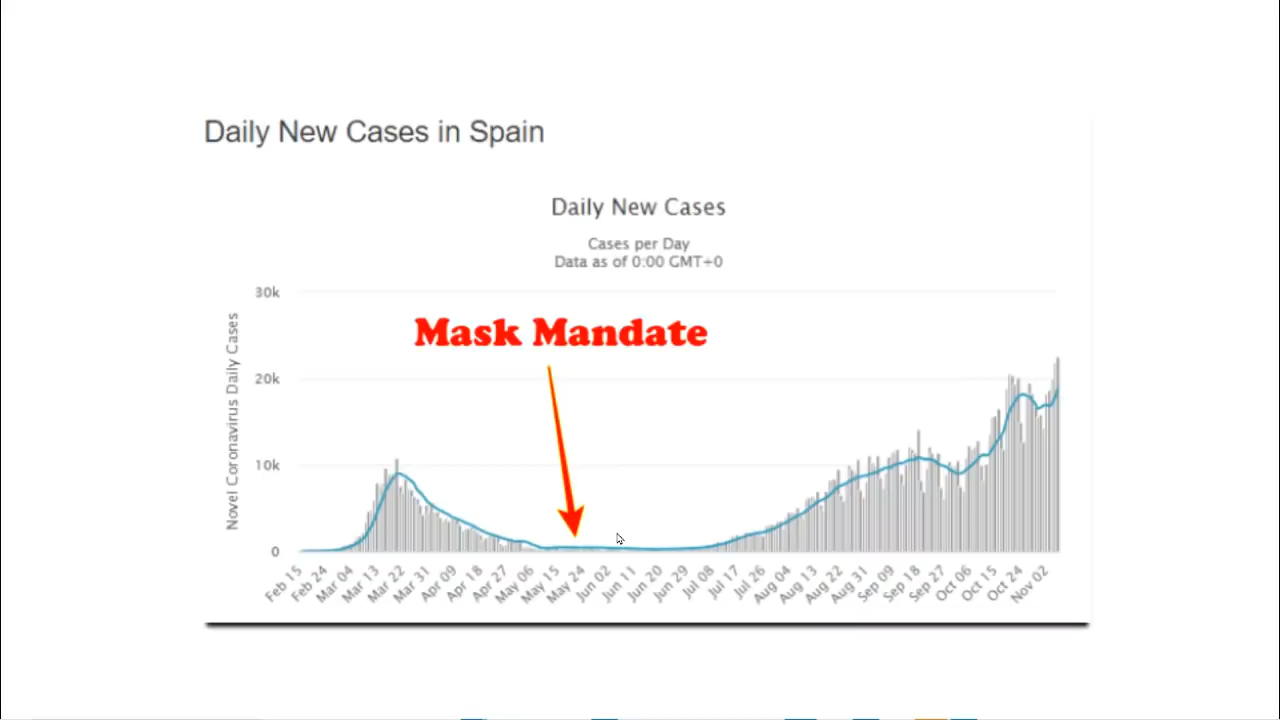 Daily New Cases in Spain
Daily New Cases
Cases per Day
Data as of 0:00 GMT+0
Novel Coronavirus Daily Cases
30k
20k
10k
0
Mask Mandate
Feb 15
Feb 24
Mar 04
Mar 13
Mar 22
Mar 31
Apr 09
Apr 18
Apr 27
May 06
May 15
May 24
Jun 02
Jun 11
Jun 20
Jun 29
Jul 08
Jul 17
Jul 26
Aug 04
Aug 13
Aug 22
Aug 31
Sep 09
Sep 18
Sep 27
Oct 06
Oct 15
Oct 24
Nov 02